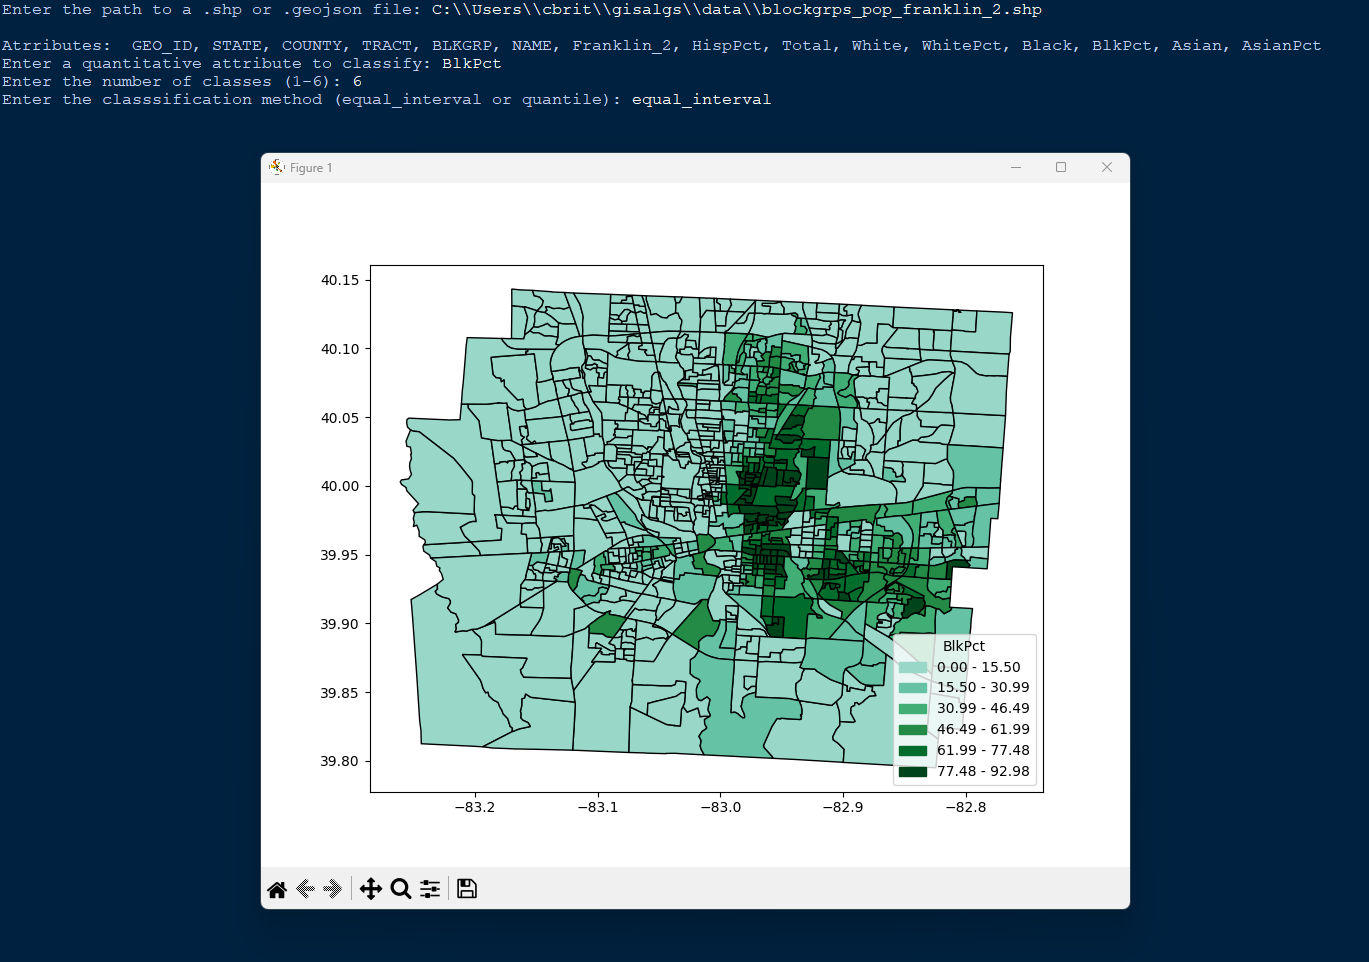 Enter the path to a .shp or .geojson file: C:\\Users\\cbrit\\gisalgs\\data\\blockgrps_pop_franklin_2.shp
Atrributes:  GEO_ID, STATE, COUNTY, TRACT, BLKGRP, NAME, Franklin_2, HispPct, Total, White, WhitePct, Black, BlkPct, Asian, AsianPct
Enter a quantitative attribute to classify: BlkPct
Enter the number of classes (1-6): 6
Enter the classsification method (equal_interval or quantile): equal_interval
Figure 1
40.15
40.10
40.05
40.00
39.95
39.90
39.85
39.80
BlkPct
0.00 - 15.50
15.50 - 30.99
30.99 - 46.49
46.49 - 61.99
61.99 - 77.48
77.48 - 92.98
−83.2 −83.1 −83.0 −82.9 −82.8